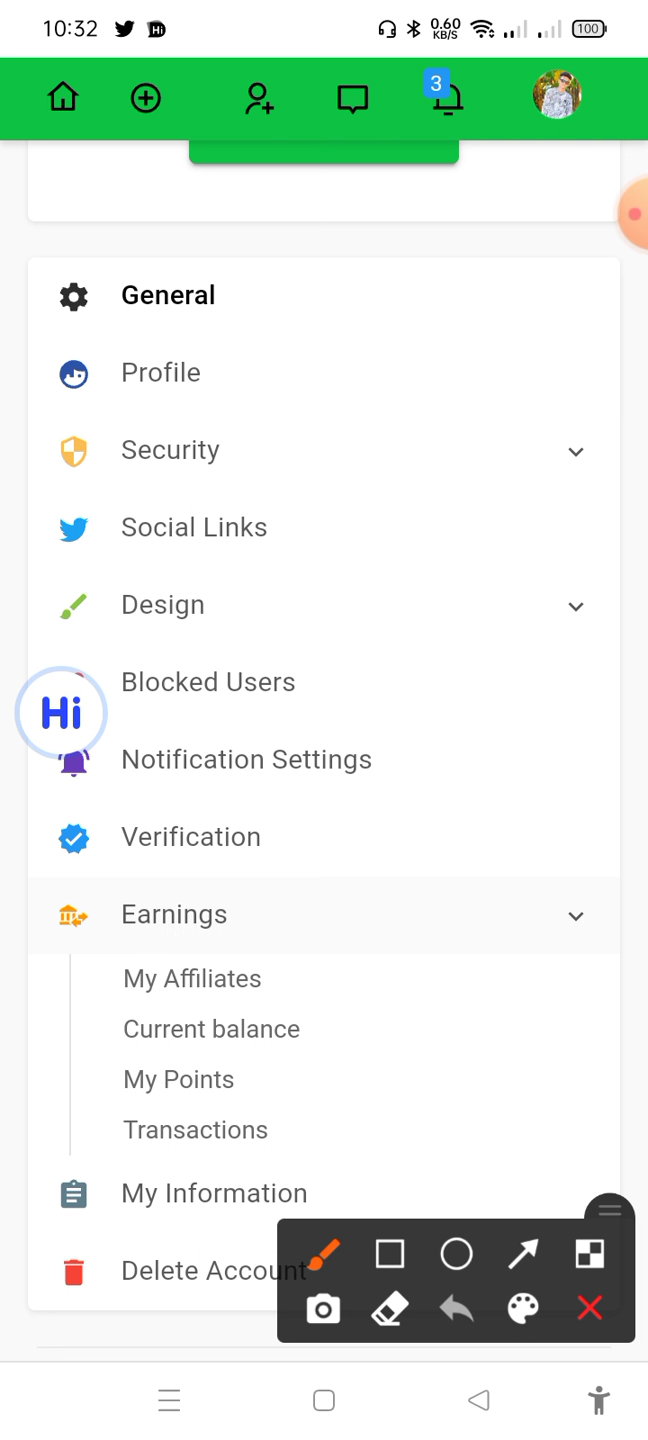 10:32 Hi 0.60 KB/S 100
3
General
Profile
Security
Social Links
Design
Blocked Users
Hi
Notification Settings
Verification
Earnings
My Affiliates
Current balance
My Points
Transactions
My Information
Delete Account